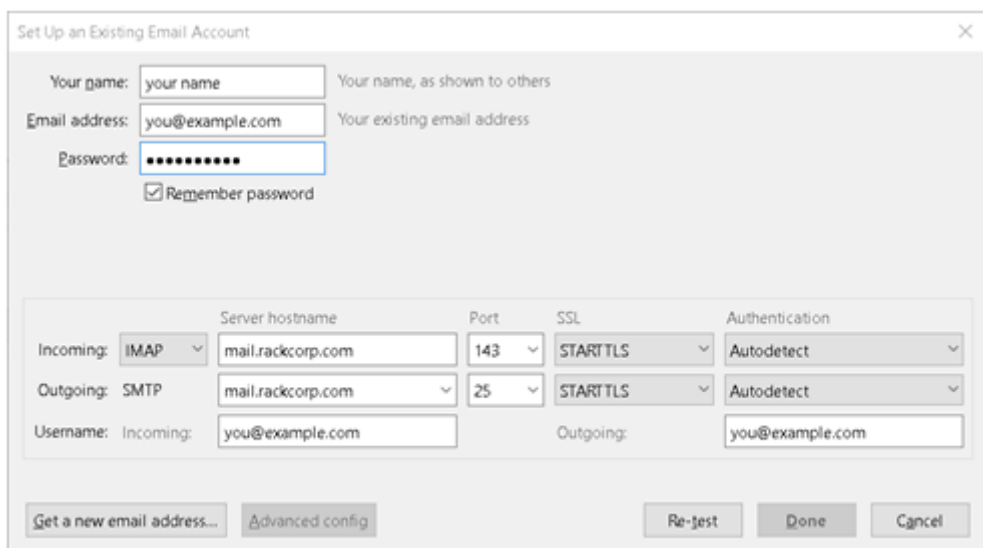 Set Up an Existing Email Account
Your name: your name Your name, as shown to others
Email address: you@example.com Your existing email address
Password: ••••••••••
Remember password
Server hostname Port SSL Authentication
Incoming: IMAP mail.rackcorp.com 143 STARTTLS Autodetect
Outgoing: SMTP mail.rackcorp.com 25 STARTTLS Autodetect
Username: Incoming: you@example.com Outgoing: you@example.com
Get a new email address... Advanced config Re-test Done Cancel